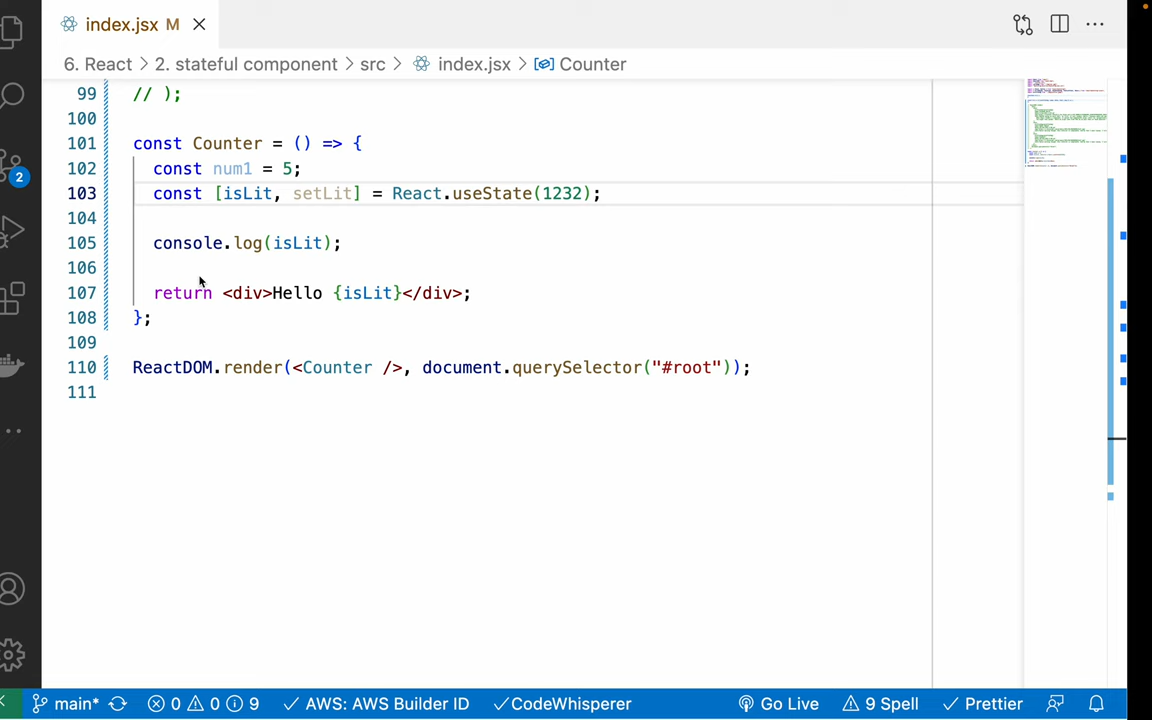 index.jsx M
6. React > 2. stateful component > src > index.jsx > Counter
99 // );
100
101 const Counter = () => {
102 const num1 = 5;
103 const [isLit, setLit] = React.useState(1232);
104
105 console.log(isLit);
106
107 return <div>Hello {isLit}</div>;
108 };
109
110 ReactDOM.render(<Counter />, document.querySelector("#root"));
111
2
main* 0 0 9 AWS: AWS Builder ID CodeWhisperer Go Live 9 Spell Prettier